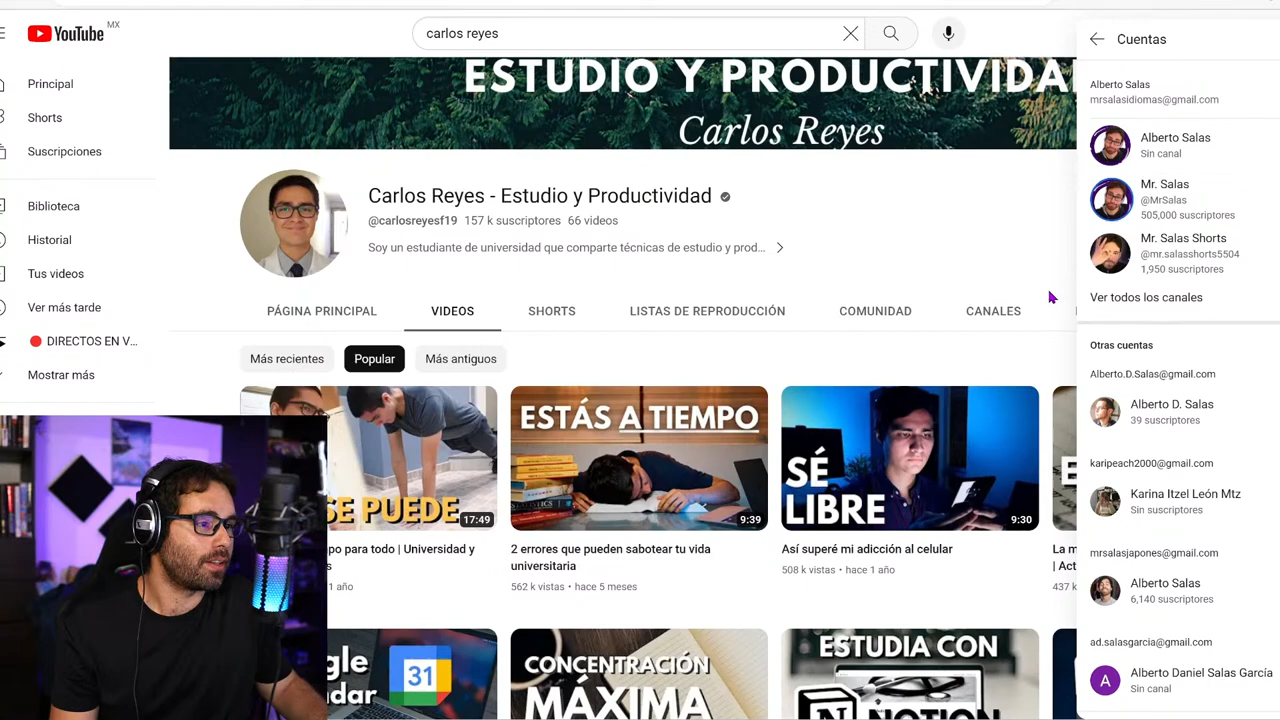 YouTube MX
carlos reyes
Cuentas
Principal
Shorts
Suscripciones
Biblioteca
Historial
Tus videos
Ver más tarde
DIRECTOS EN V...
Mostrar más
ESTUDIO Y PRODUCTIVIDA
Carlos Reyes
Carlos Reyes - Estudio y Productividad
@carlosreyesf19 157 k suscriptores 66 videos
Soy un estudiante de universidad que comparte técnicas de estudio y prod...
PÁGINA PRINCIPAL VIDEOS SHORTS LISTAS DE REPRODUCCIÓN COMUNIDAD CANALES
Más recientes Popular Más antiguos
SE PUEDE
17:49
po para todo | Universidad y
s
1 año
ESTÁS A TIEMPO
9:39
2 errores que pueden sabotear tu vida
universitaria
562 k vistas • hace 5 meses
SÉ
LIBRE
9:30
Así superé mi adicción al celular
508 k vistas • hace 1 año
E
La m
| Act
437 k
gle
ndar
31
CONCENTRACIÓN
MÁXIMA
ESTUDIA CON
NOTION
Alberto Salas
mrsalasidiomas@gmail.com
Alberto Salas
Sin canal
Mr. Salas
@MrSalas
505,000 suscriptores
Mr. Salas Shorts
@mr.salasshorts5504
1,950 suscriptores
Ver todos los canales
Otras cuentas
Alberto.D.Salas@gmail.com
Alberto D. Salas
39 suscriptores
karipeach2000@gmail.com
Karina Itzel León Mtz
Sin suscriptores
mrsalasjapones@gmail.com
Alberto Salas
6,140 suscriptores
ad.salasgarcia@gmail.com
A
Alberto Daniel Salas García
Sin canal